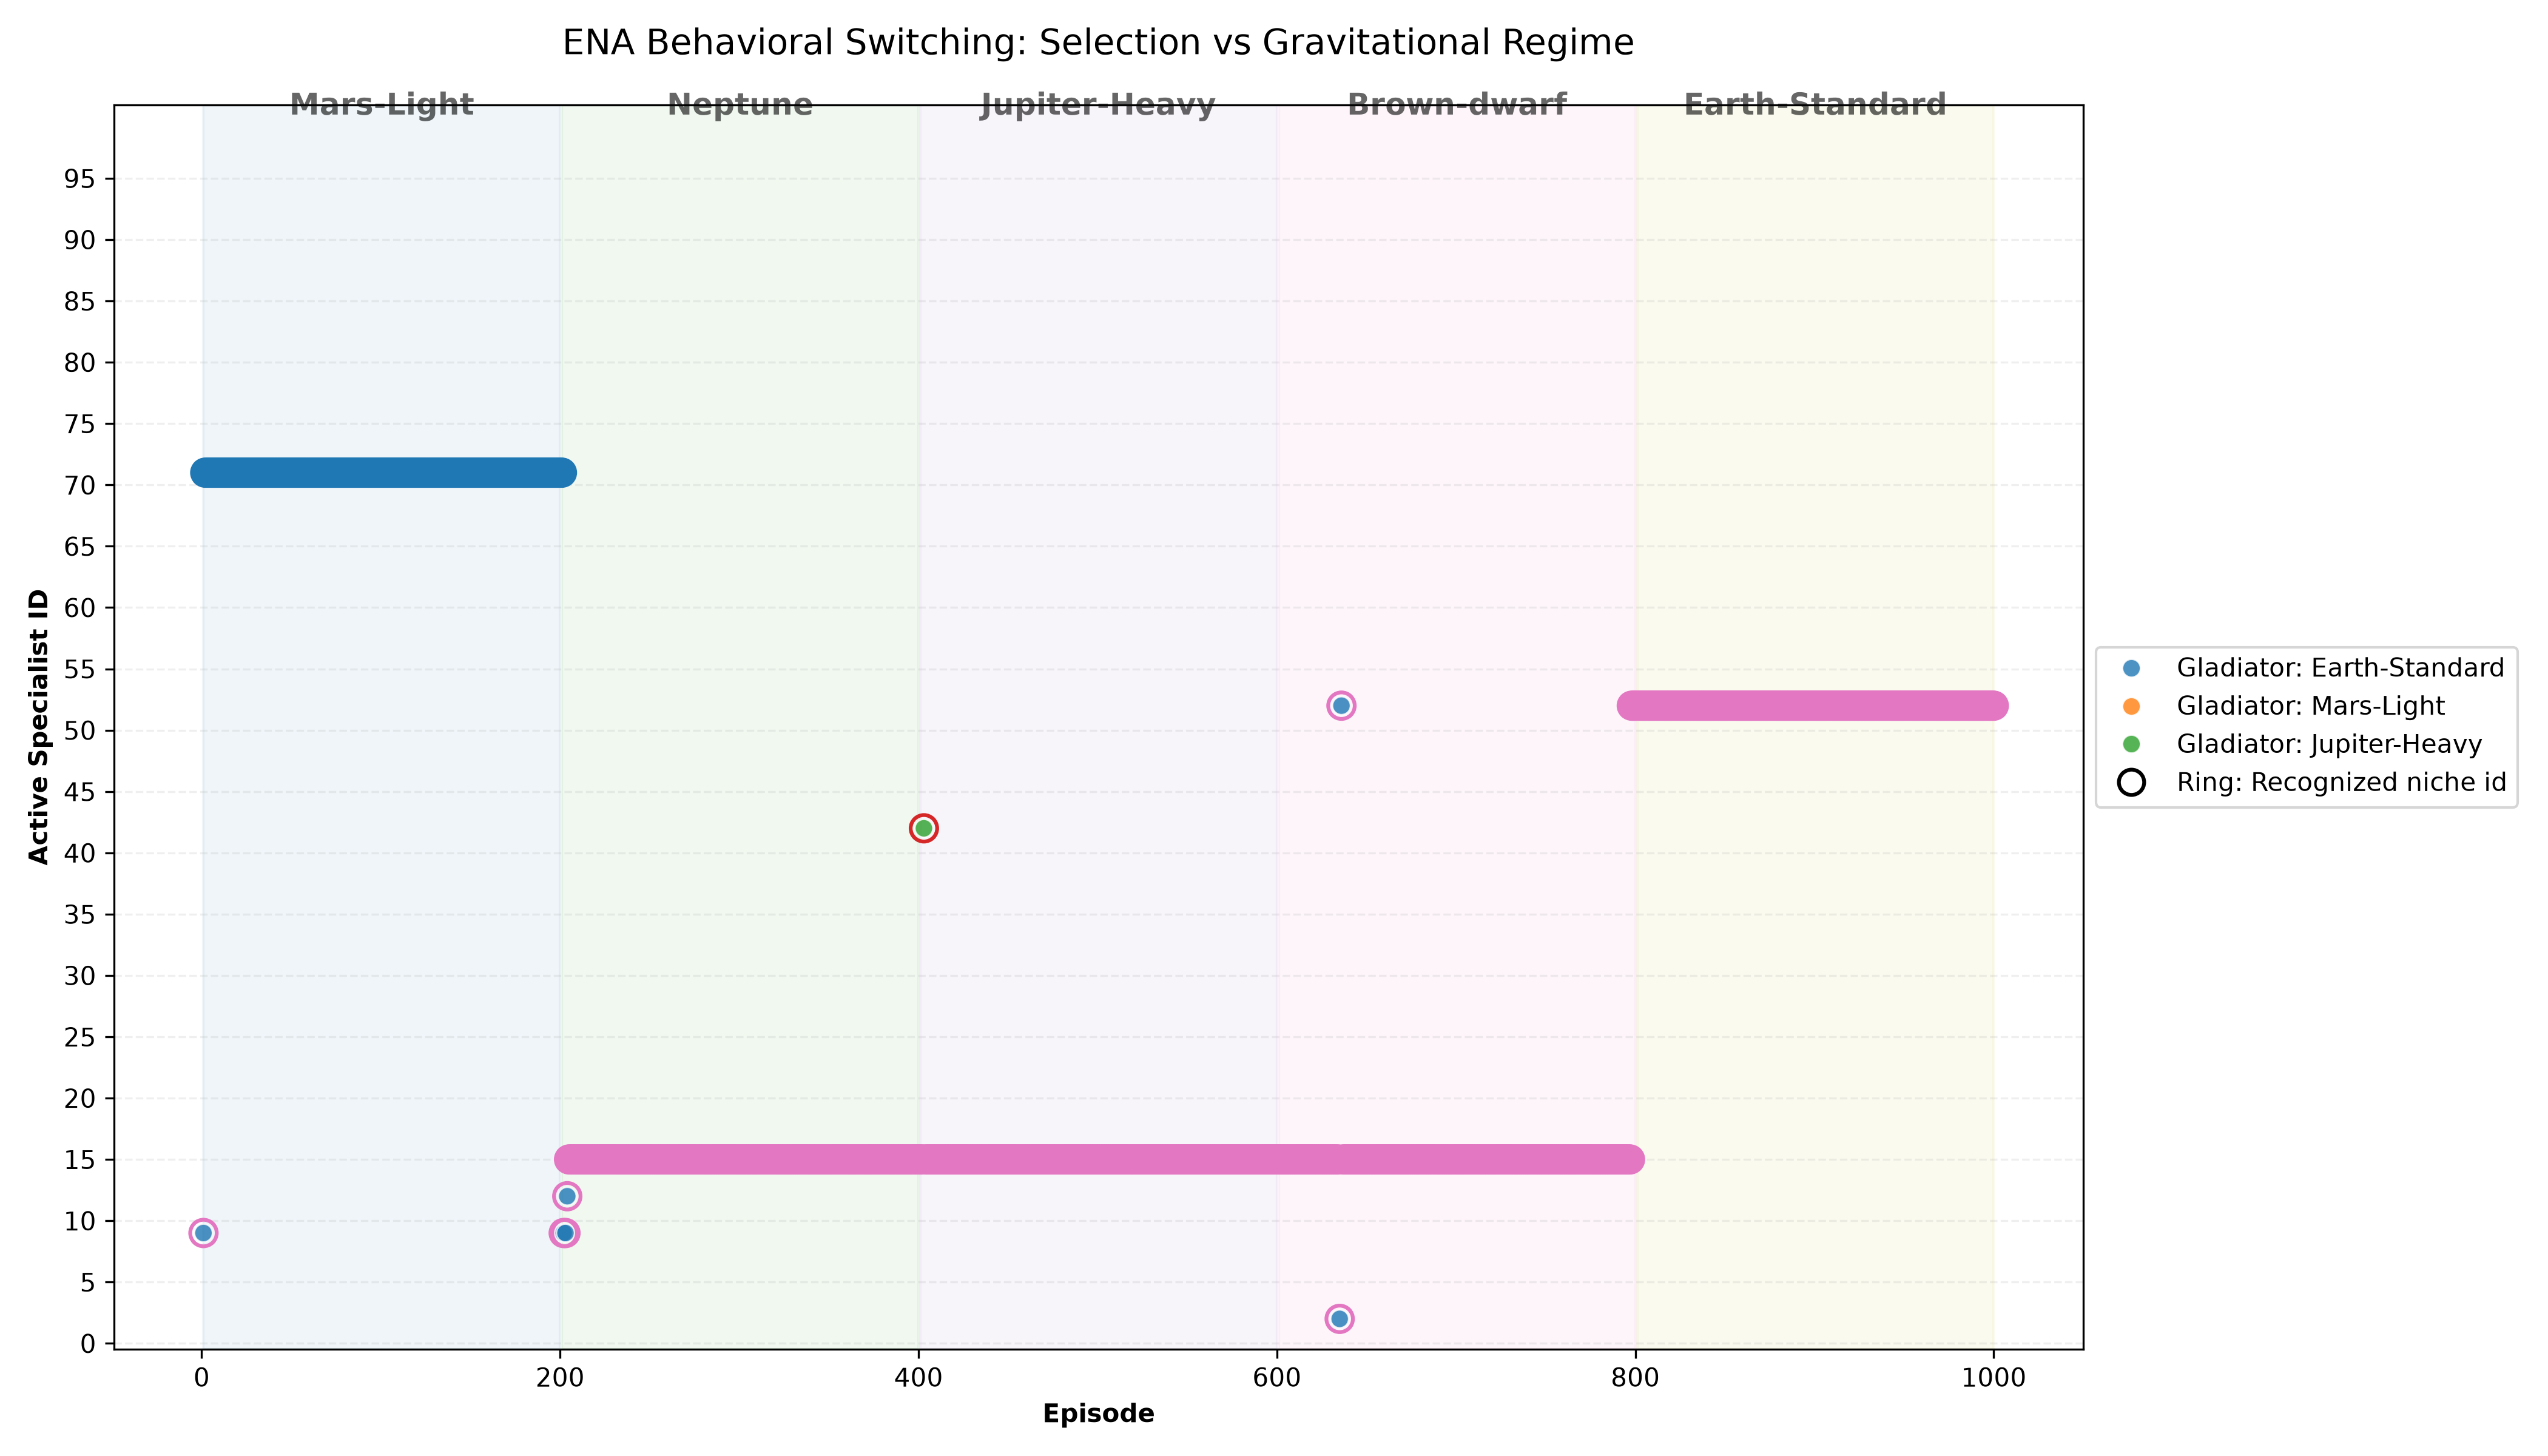 ENA Behavioral Switching: Selection vs Gravitational Regime
Mars-Light Neptune Jupiter-Heavy Brown-dwarf Earth-Standard
95
90
85
80
75
70
65
60
55
50
45
40
35
30
25
20
15
10
5
0
Active Specialist ID
0 200 400 600 800 1000
Episode
Gladiator: Earth-Standard
Gladiator: Mars-Light
Gladiator: Jupiter-Heavy
Ring: Recognized niche id